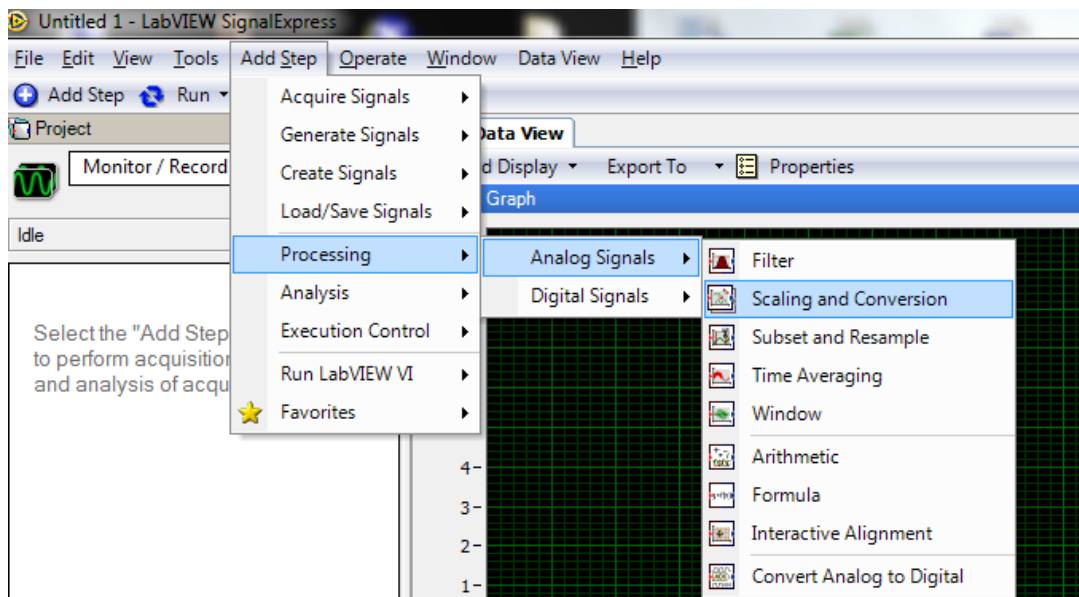 Untitled 1 - LabVIEW SignalExpress
File Edit View Tools Add Step Operate Window Data View Help
Add Step Run
Project
Monitor / Record
Idle
Select the "Add Step
to perform acquisition
and analysis of acqu
Acquire Signals
Generate Signals
Create Signals
Load/Save Signals
Processing
Analysis
Execution Control
Run LabVIEW VI
Favorites
Data View
d Display Export To Properties
Graph
Analog Signals
Digital Signals
Filter
Scaling and Conversion
Subset and Resample
Time Averaging
Window
Arithmetic
Formula
Interactive Alignment
Convert Analog to Digital
4-
3-
2-
1-